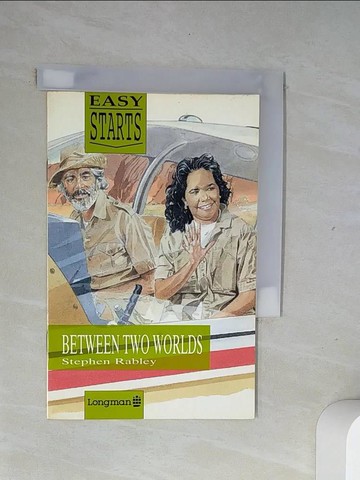 EASY
STARTS
BETWEEN TWO WORLDS
Stephen Rabley
Longman